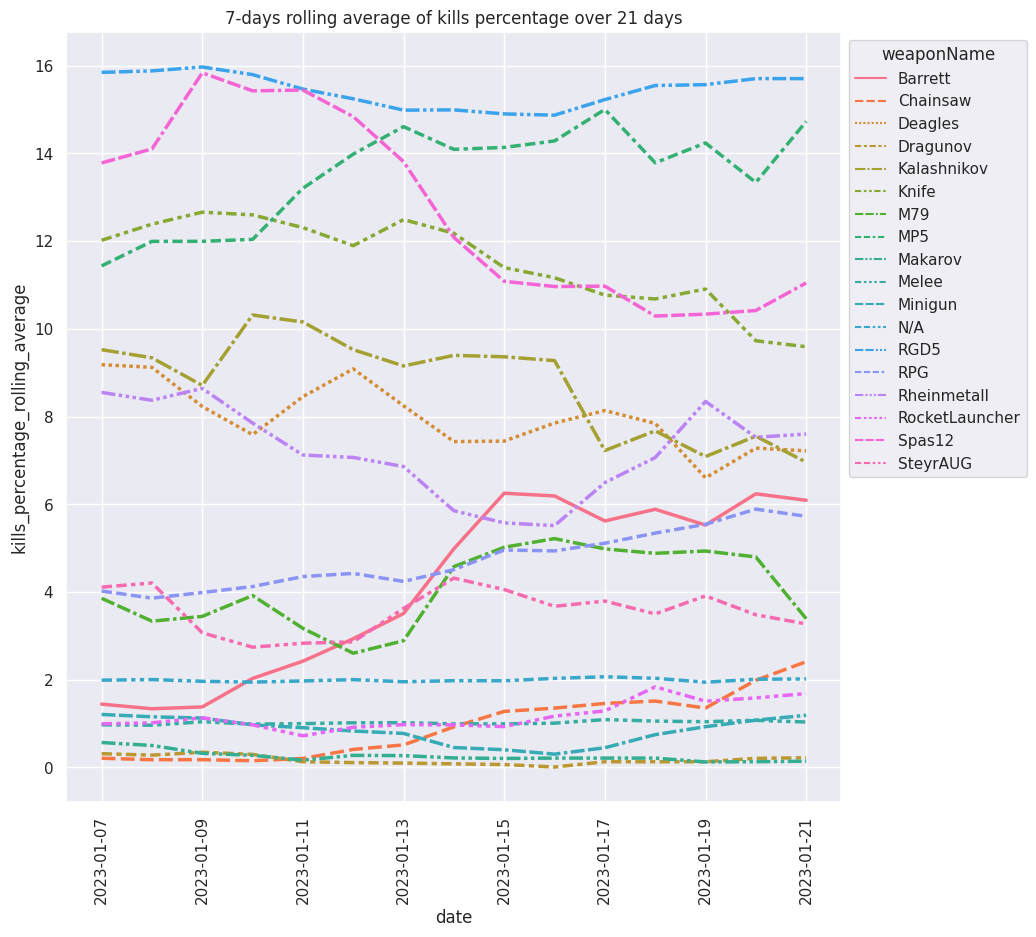 7-days rolling average of kills percentage over 21 days
kills_percentage_rolling_average
16
14
12
10
8
6
4
2
0
2023-01-07
2023-01-09
2023-01-11
2023-01-13
2023-01-15
2023-01-17
2023-01-19
2023-01-21
date
weaponName
Barrett
Chainsaw
Deagles
Dragunov
Kalashnikov
Knife
M79
MP5
Makarov
Melee
Minigun
N/A
RGD5
RPG
Rheinmetall
RocketLauncher
Spas12
SteyrAUG